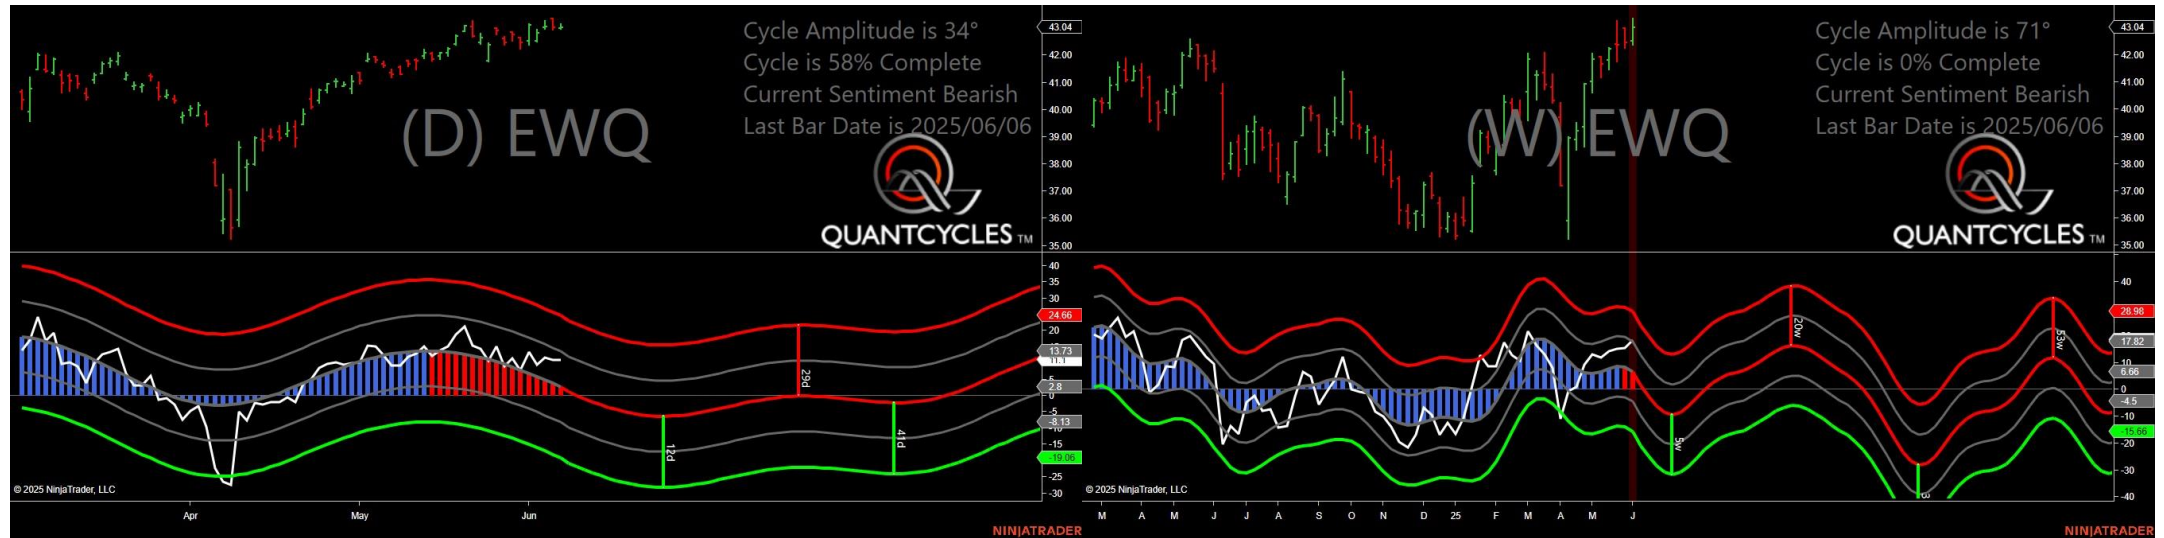 Cycle Amplitude is 34°
Cycle is 58% Complete
Current Sentiment Bearish
Last Bar Date is 2025/06/06
(D) EWQ
QUANTCYCLES TM
43.04
42.00
41.00
40.00
39.00
38.00
37.00
36.00
35.00
40
35
30
24.66
20
13.73
11.1
5
2.8
0
-5
-8.13
-15
-19.06
-25
-30
12d
29d
41d
© 2025 NinjaTrader, LLC
Apr
May
Jun
NINJATRADER
Cycle Amplitude is 71°
Cycle is 0% Complete
Current Sentiment Bearish
Last Bar Date is 2025/06/06
(W) EWQ
QUANTCYCLES TM
43.04
42.00
41.00
40.00
39.00
38.00
37.00
36.00
35.00
40
28.98
17.82
10
6.66
0
-4.5
-10
-15.66
-20
-30
-40
5w
20w
53w
© 2025 NinjaTrader, LLC
M A M J J A S O N D 25 F M A M J
NINJATRADER